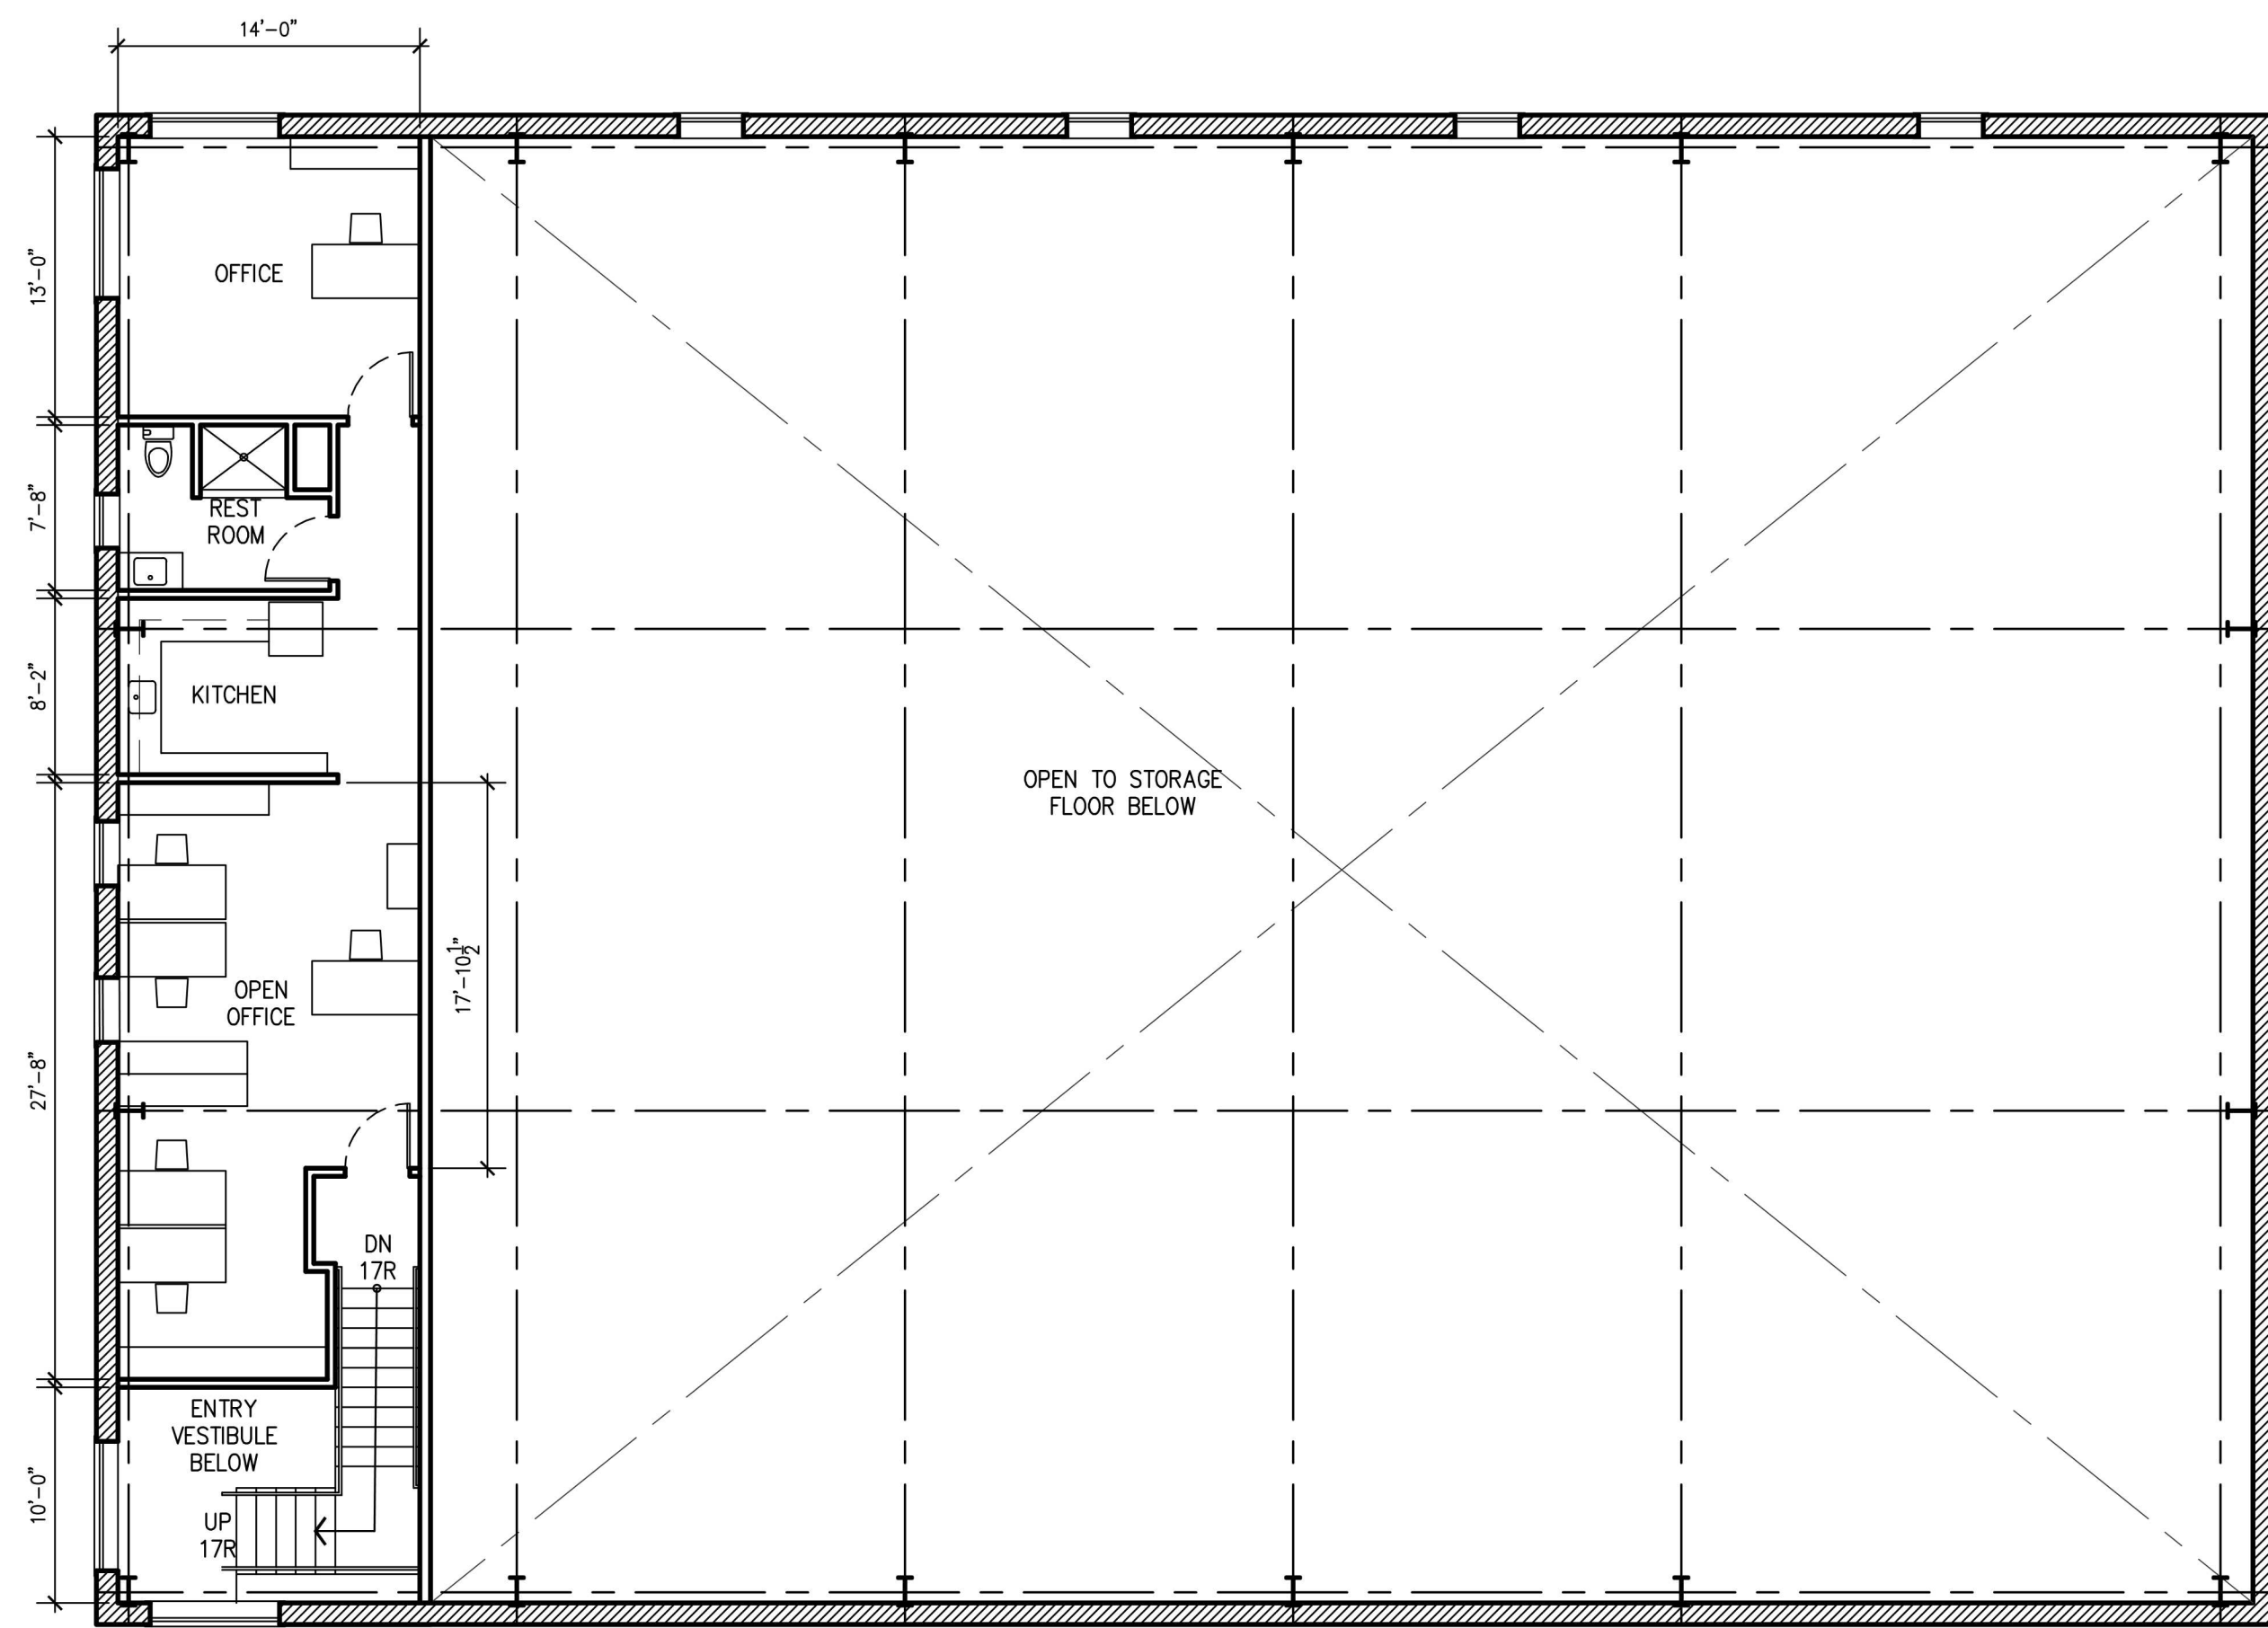 14'-0"
13'-0"
OFFICE
7'-8"
REST
ROOM
8'-2"
KITCHEN
OPEN TO STORAGE
FLOOR BELOW
17'-10½"
OPEN
OFFICE
27'-8"
DN
17R
ENTRY
VESTIBULE
BELOW
10'-0"
UP
17R